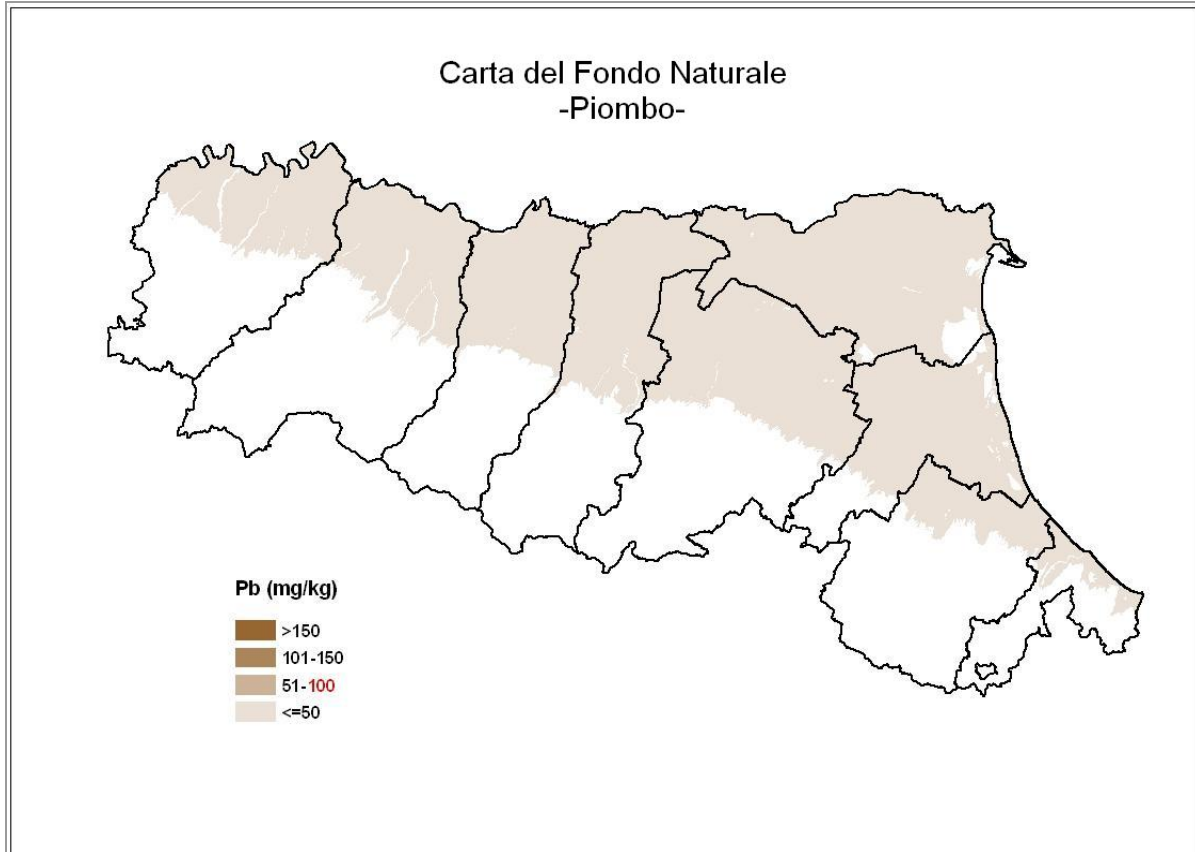 Carta del Fondo Naturale
-Piombo-
Pb (mg/kg)
>150
101-150
51-100
<=50